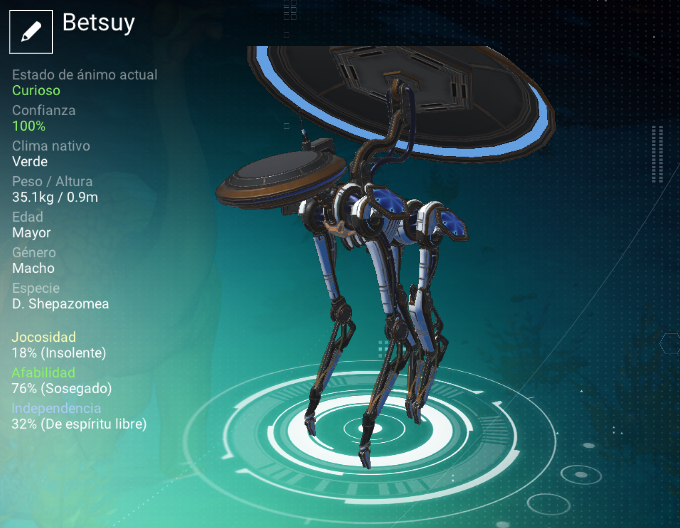 Betsuy
Estado de ánimo actual
Curioso
Confianza
100%
Clima nativo
Verde
Peso / Altura
35.1kg / 0.9m
Edad
Mayor
Género
Macho
Especie
D. Shepazomea
Jocosidad
18% (Insolente)
Afabilidad
76% (Sosegado)
Independencia
32% (De espíritu libre)